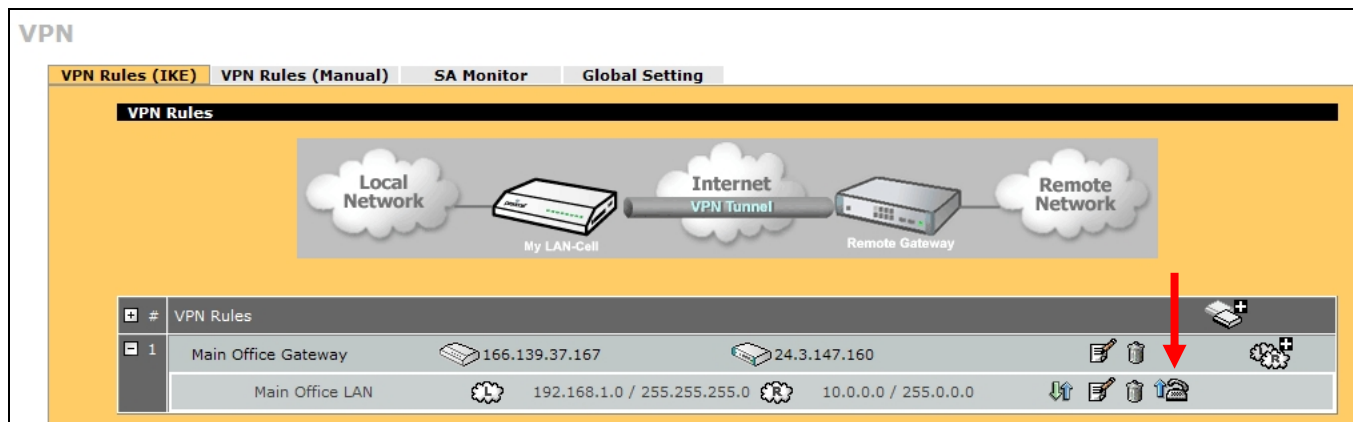 VPN
VPN Rules (IKE) VPN Rules (Manual) SA Monitor Global Setting
VPN Rules
Local Network
Internet
VPN Tunnel
Remote Network
My LAN-Cell
Remote Gateway
# VPN Rules
1 Main Office Gateway 166.139.37.167 24.3.147.160
Main Office LAN L 192.168.1.0 / 255.255.255.0 R 10.0.0.0 / 255.0.0.0